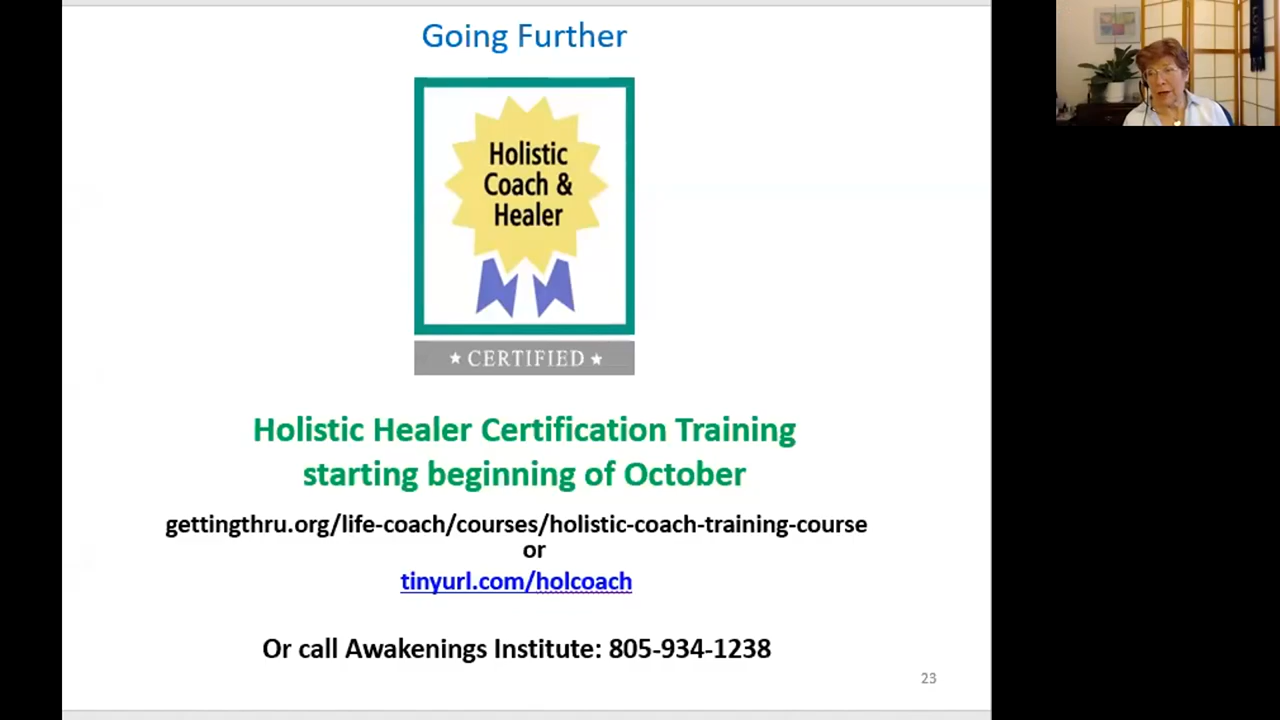 Going Further
Holistic
Coach &
Healer
★ CERTIFIED ★
Holistic Healer Certification Training
starting beginning of October
gettingthru.org/life-coach/courses/holistic-coach-training-course
or
tinyurl.com/holcoach
Or call Awakenings Institute: 805-934-1238
23
LOVE